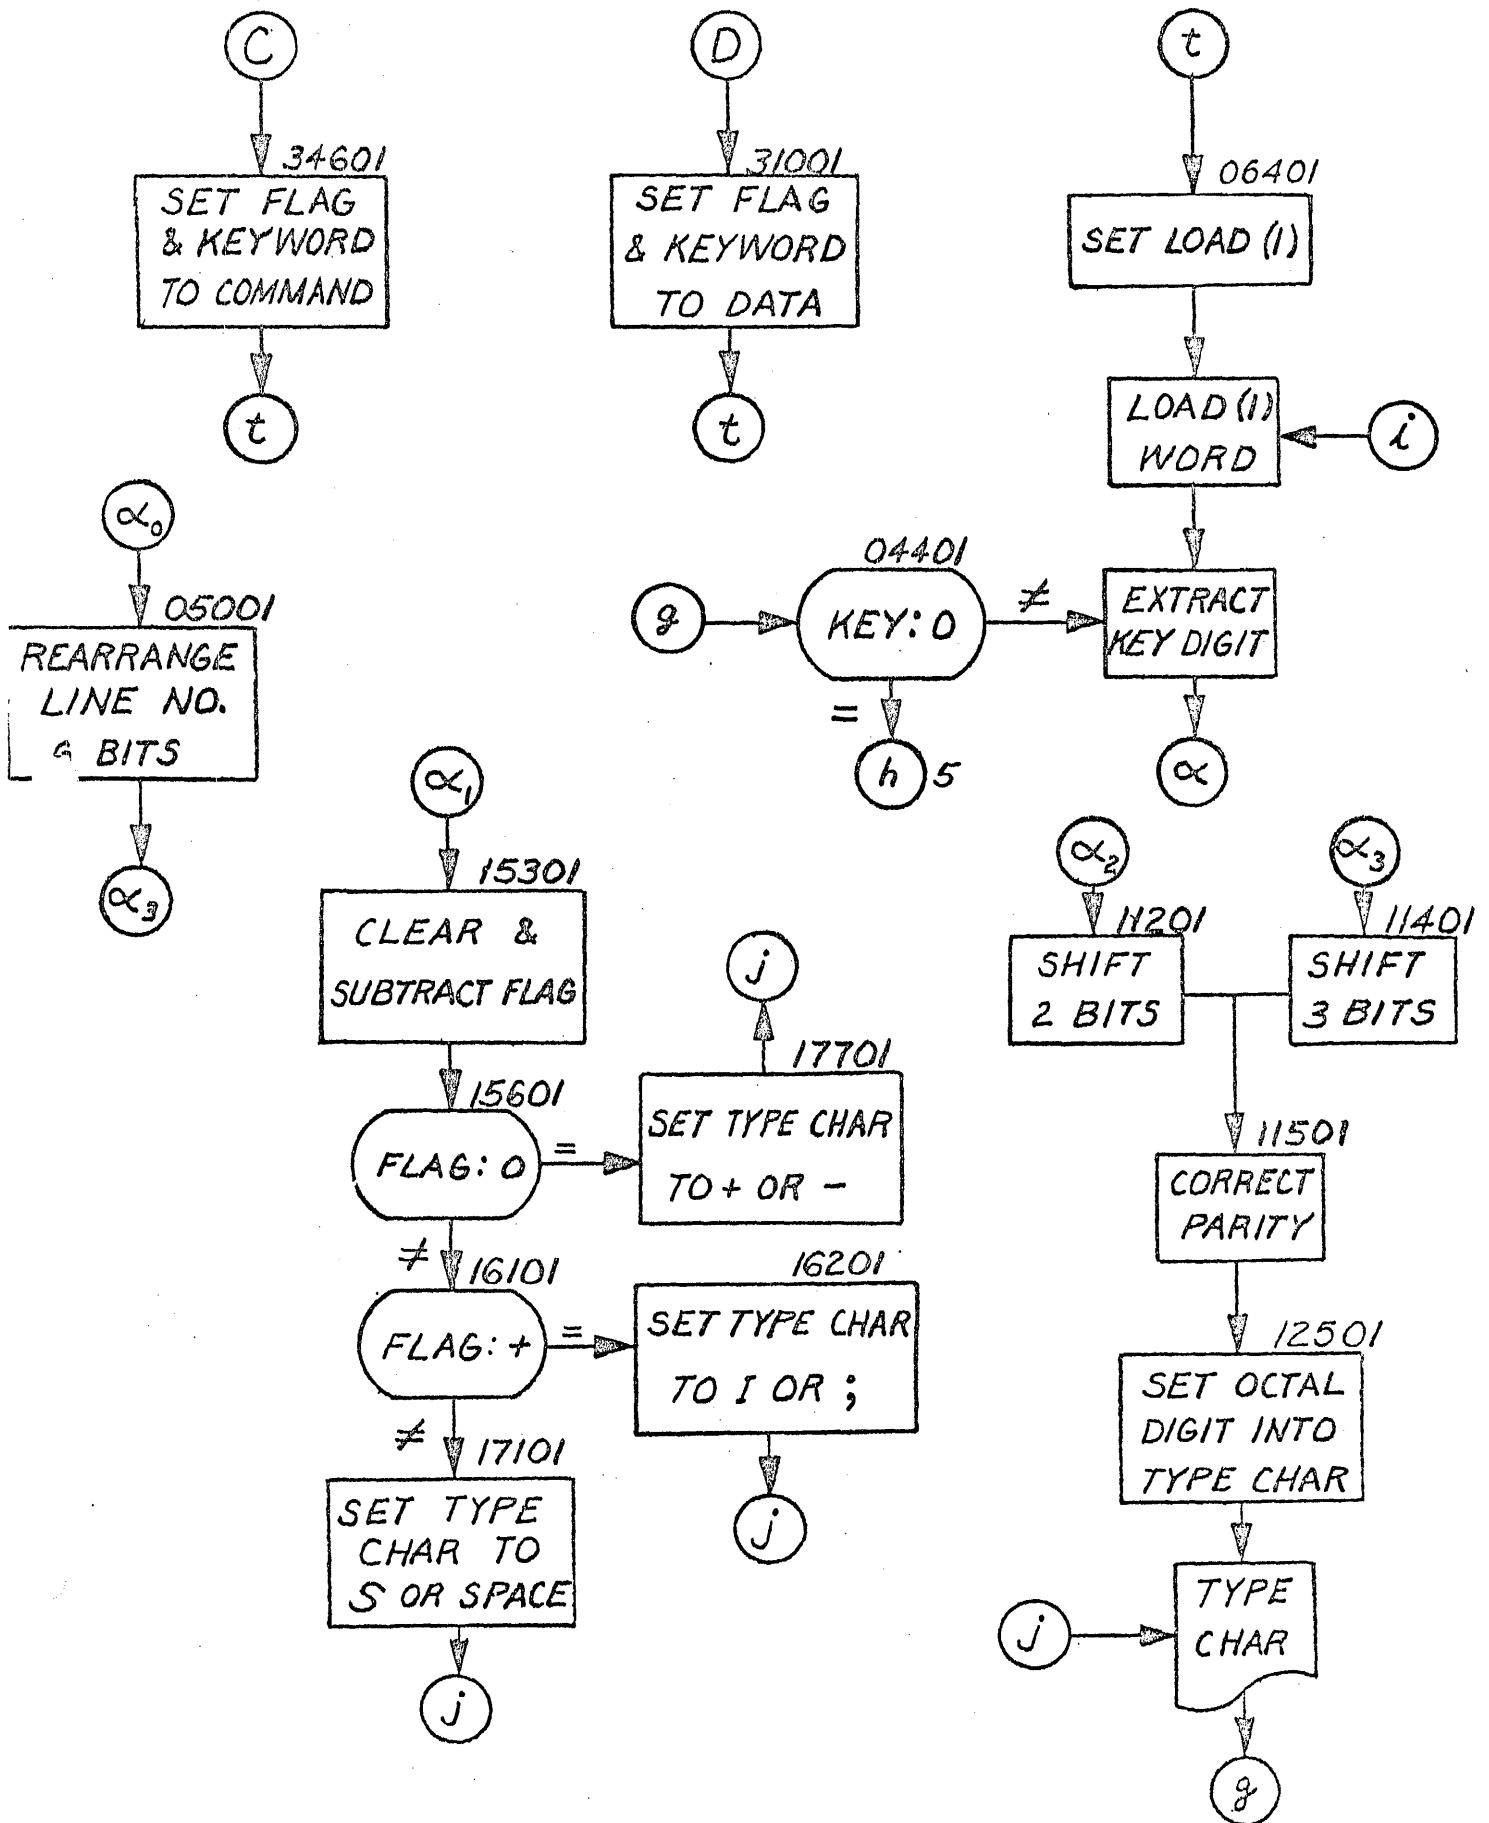 C
34601
SET FLAG
& KEYWORD
TO COMMAND
t
D
31001
SET FLAG
& KEYWORD
TO DATA
t
t
06401
SET LOAD (1)
LOAD (1)
WORD
i
g
04401
KEY: 0
≠
=
h 5
EXTRACT
KEY DIGIT
α
α₀
05001
REARRANGE
LINE NO.
BITS
α₃
α₁
15301
CLEAR &
SUBTRACT FLAG
15601
FLAG: 0
=
≠
j
17701
SET TYPE CHAR
TO + OR -
16101
FLAG: +
=
≠
16201
SET TYPE CHAR
TO I OR ;
j
17101
SET TYPE
CHAR TO
S OR SPACE
j
α₂
11201
SHIFT
2 BITS
α₃
11401
SHIFT
3 BITS
11501
CORRECT
PARITY
12501
SET OCTAL
DIGIT INTO
TYPE CHAR
j
TYPE
CHAR
g